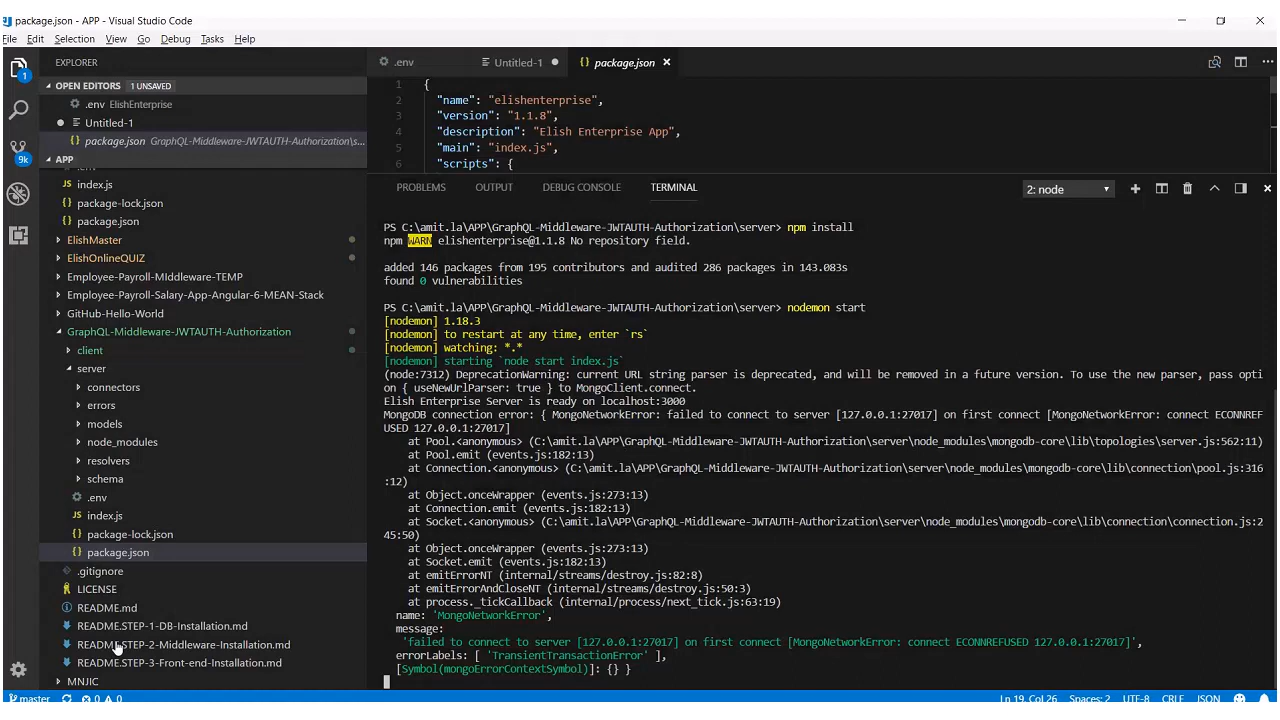 package.json - APP - Visual Studio Code
File Edit Selection View Go Debug Tasks Help
EXPLORER
OPEN EDITORS 1 UNSAVED
.env ElishEnterprise
Untitled-1
package.json GraphQL-Middleware-JWTAUTH-Authorization\s...
APP
.env
index.js
package-lock.json
package.json
ElishMaster
ElishOnlineQUIZ
Employee-Payroll-MIddleware-TEMP
Employee-Payroll-Salary-App-Angular-6-MEAN-Stack
GitHub-Hello-World
GraphQL-Middleware-JWTAUTH-Authorization
client
server
connectors
errors
models
node_modules
resolvers
schema
.env
index.js
package-lock.json
package.json
.gitignore
LICENSE
README.md
README.STEP-1-DB-Installation.md
README.STEP-2-Middleware-Installation.md
README.STEP-3-Front-end-Installation.md
MNJIC
1
9k
.env Untitled-1 package.json
1 {
2 "name": "elishenterprise",
3 "version": "1.1.8",
4 "description": "Elish Enterprise App",
5 "main": "index.js",
6 "scripts": {
PROBLEMS OUTPUT DEBUG CONSOLE TERMINAL 2: node
PS C:\amit.la\APP\GraphQL-Middleware-JWTAUTH-Authorization\server> npm install
npm WARN elishenterprise@1.1.8 No repository field.
added 146 packages from 195 contributors and audited 286 packages in 143.083s
found 0 vulnerabilities
PS C:\amit.la\APP\GraphQL-Middleware-JWTAUTH-Authorization\server> nodemon start
[nodemon] 1.18.3
[nodemon] to restart at any time, enter `rs`
[nodemon] watching: *.*
[nodemon] starting `node start index.js`
(node:7312) DeprecationWarning: current URL string parser is deprecated, and will be removed in a future version. To use the new parser, pass opti
on { useNewUrlParser: true } to MongoClient.connect.
Elish Enterprise Server is ready on localhost:3000
MongoDB connection error: { MongoNetworkError: failed to connect to server [127.0.0.1:27017] on first connect [MongoNetworkError: connect ECONNREF
USED 127.0.0.1:27017]
at Pool.<anonymous> (C:\amit.la\APP\GraphQL-Middleware-JWTAUTH-Authorization\server\node_modules\mongodb-core\lib\topologies\server.js:562:11)
at Pool.emit (events.js:182:13)
at Connection.<anonymous> (C:\amit.la\APP\GraphQL-Middleware-JWTAUTH-Authorization\server\node_modules\mongodb-core\lib\connection\pool.js:316
:12)
at Object.onceWrapper (events.js:273:13)
at Connection.emit (events.js:182:13)
at Socket.<anonymous> (C:\amit.la\APP\GraphQL-Middleware-JWTAUTH-Authorization\server\node_modules\mongodb-core\lib\connection\connection.js:2
45:50)
at Object.onceWrapper (events.js:273:13)
at Socket.emit (events.js:182:13)
at emitErrorNT (internal/streams/destroy.js:82:8)
at emitErrorAndCloseNT (internal/streams/destroy.js:50:3)
at process._tickCallback (internal/process/next_tick.js:63:19)
name: 'MongoNetworkError',
message:
'failed to connect to server [127.0.0.1:27017] on first connect [MongoNetworkError: connect ECONNREFUSED 127.0.0.1:27017]',
errorLabels: [ 'TransientTransactionError' ],
[Symbol(mongoErrorContextSymbol)]: {} }
master 0 0 Ln 19, Col 26 Spaces: 2 UTF-8 CRLF JSON